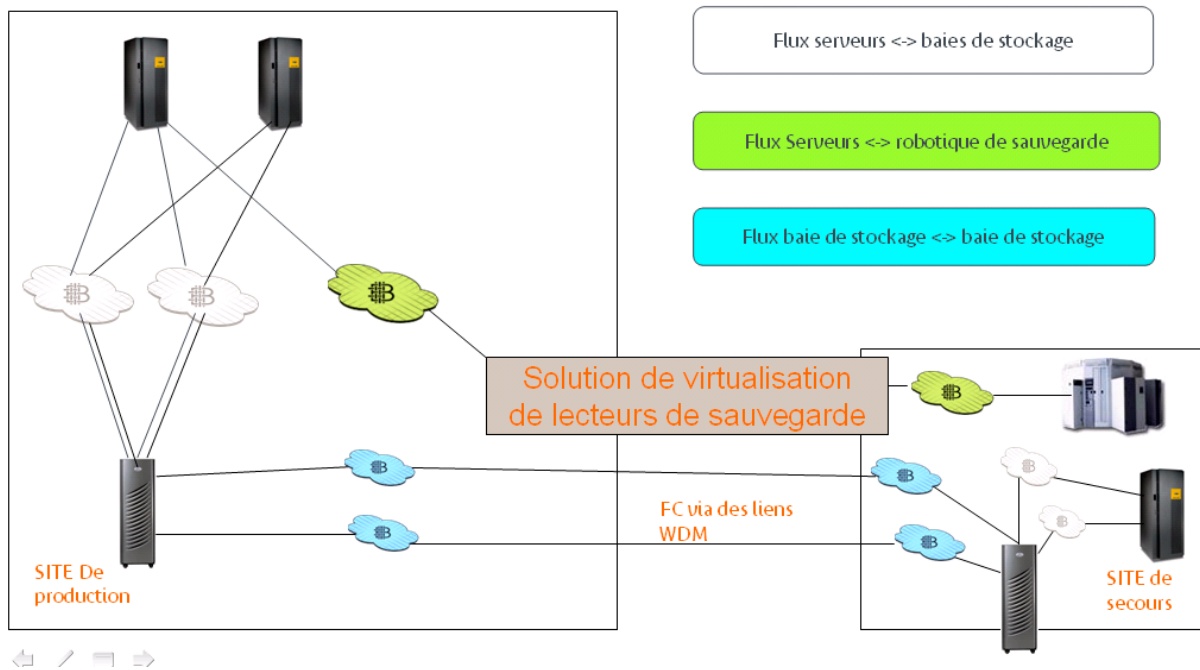 Flux serveurs <-> baies de stockage
Flux Serveurs <-> robotique de sauvegarde
Flux baie de stockage <-> baie de stockage
Solution de virtualisation
de lecteurs de sauvegarde
FC via des liens
WDM
SITE De
production
SITE de
secours